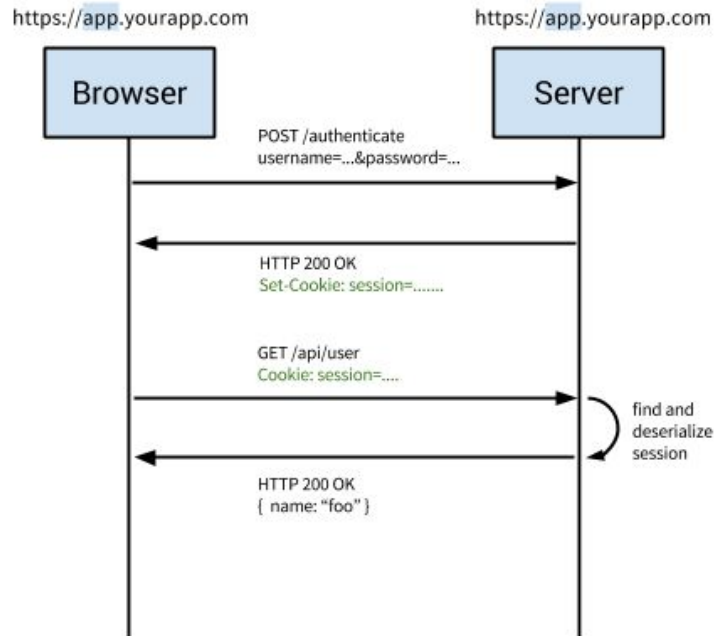 https://app.yourapp.com
https://app.yourapp.com
Browser
Server
POST /authenticate
username=...&password=...
HTTP 200 OK
Set-Cookie: session=.......
GET /api/user
Cookie: session=....
find and
deserialize
session
HTTP 200 OK
{ name: “foo” }